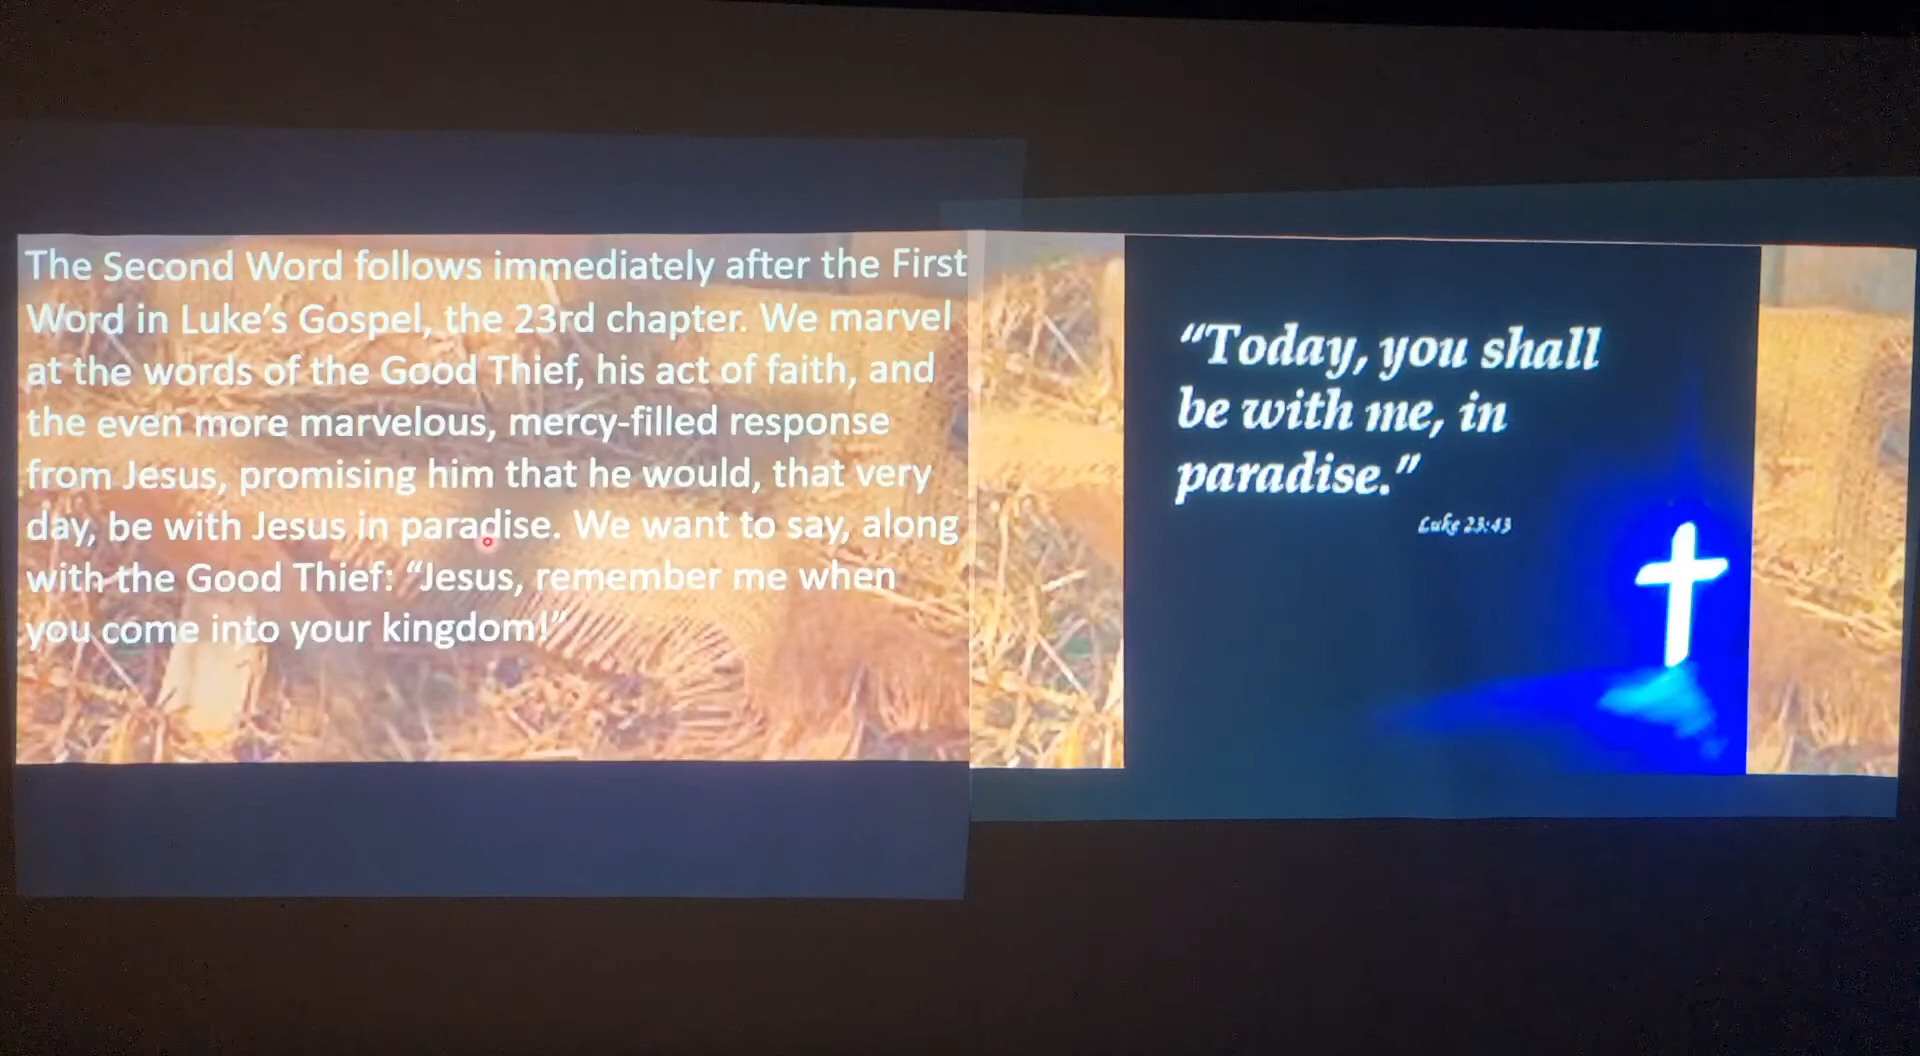 The Second Word follows immediately after the First
Word in Luke's Gospel, the 23rd chapter. We marvel
at the words of the Good Thief, his act of faith, and
the even more marvelous, mercy-filled response
from Jesus, promising him that he would, that very
day, be with Jesus in paradise. We want to say, along
with the Good Thief: “Jesus, remember me when
you come into your kingdom!”
“Today, you shall
be with me, in
paradise.”
Luke 23:43